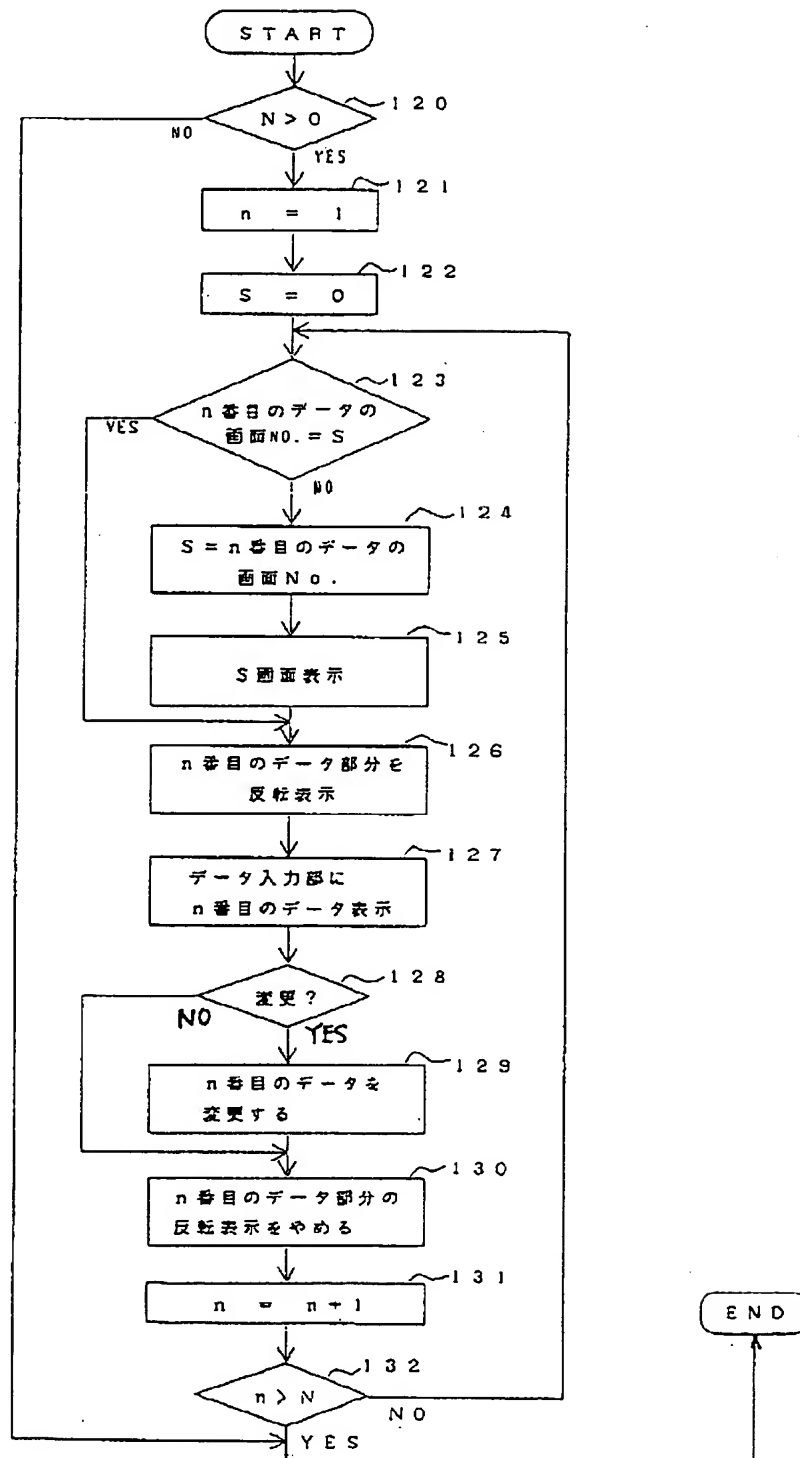 START
120
N > 0
NO
YES
121
n = 1
122
S = 0
123
n番目のデータの
画面NO.=S
YES
NO
124
S=n番目のデータの
画面No.
125
S画面表示
126
n番目のデータ部分を
反転表示
127
データ入力部に
n番目のデータ表示
128
変更?
NO
YES
129
n番目のデータを
変更する
130
n番目のデータ部分の
反転表示をやめる
131
n = n+1
END
132
n > N
NO
YES